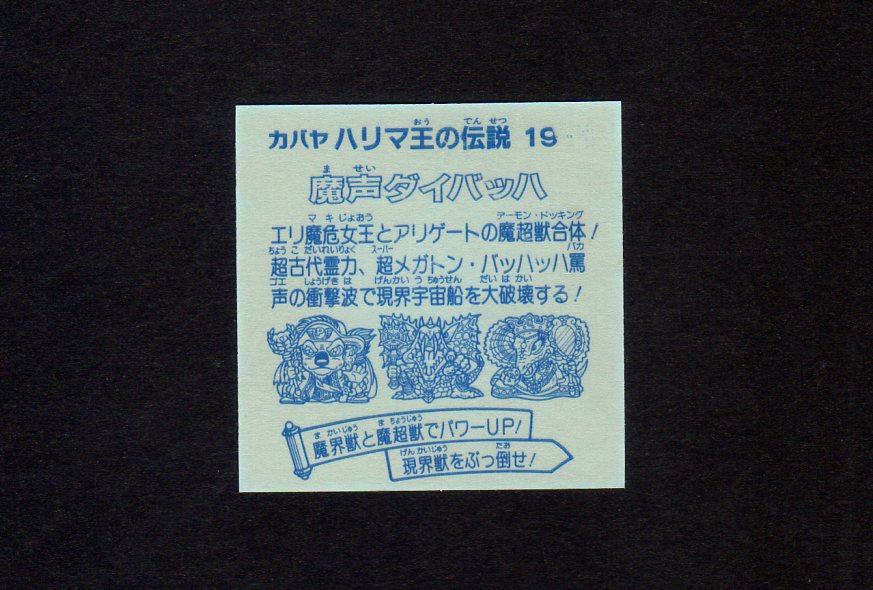 カバヤ ハリマ王の伝説 19
魔声ダイバッハ
エリ魔危女王とアリゲートの魔超獣合体!
超古代霊力、超メガトン・バッハッハ罵
声の衝撃波で現界宇宙船を大破壊する!
魔界獣と魔超獣でパワーUP!
現界獣をぶっ倒せ!